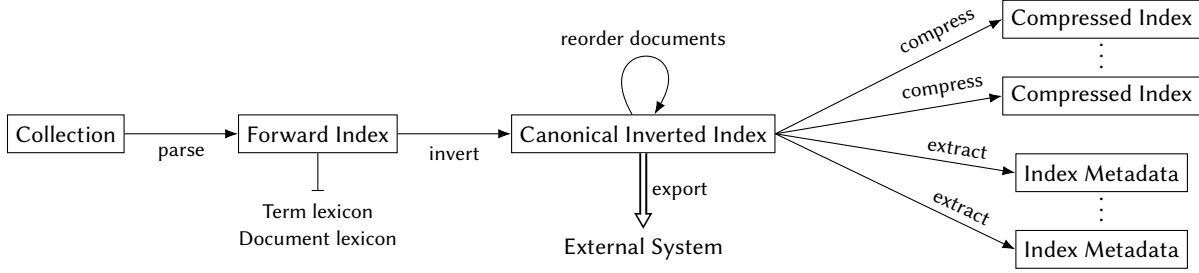 Collection
parse
Forward Index
Term lexicon
Document lexicon
invert
reorder documents
Canonical Inverted Index
export
External System
compress
Compressed Index
compress
Compressed Index
extract
Index Metadata
extract
Index Metadata